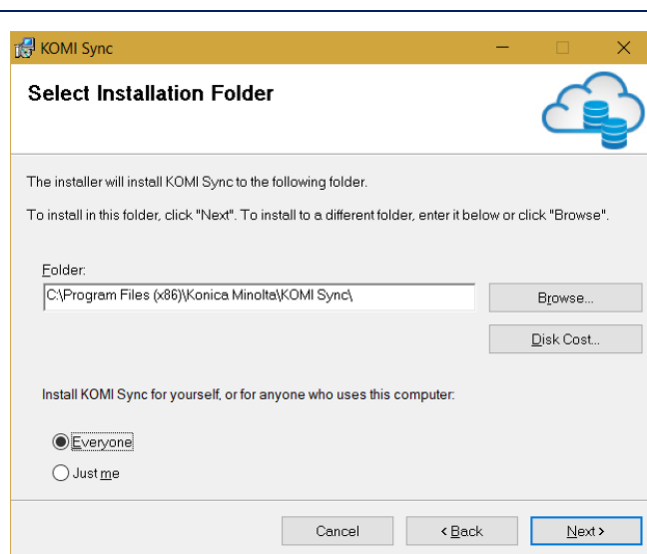 KOMI Sync
Select Installation Folder
The installer will install KOMI Sync to the following folder.
To install in this folder, click "Next". To install to a different folder, enter it below or click "Browse".
Folder:
C:\Program Files (x86)\Konica Minolta\KOMI Sync\
Browse...
Disk Cost...
Install KOMI Sync for yourself, or for anyone who uses this computer:
Everyone
Just me
Cancel
< Back
Next >